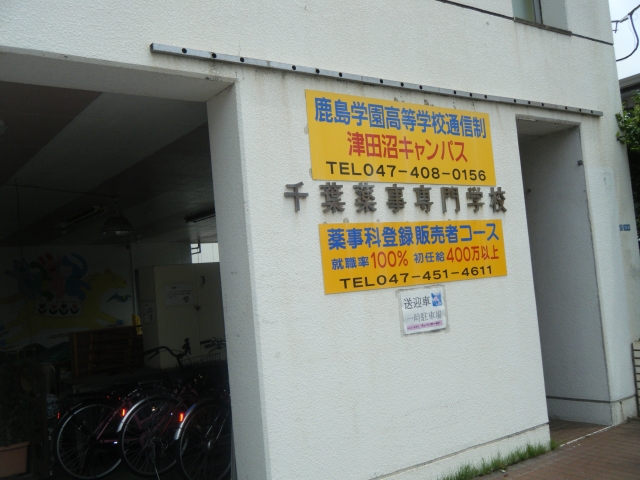 鹿島学園高等学校通信制
津田沼キャンパス
TEL047-408-0156
千葉薬事専門学校
薬事科登録販売者コース
就職率100% 初任給400万以上
TEL047-451-4611
送迎車
一時駐車場